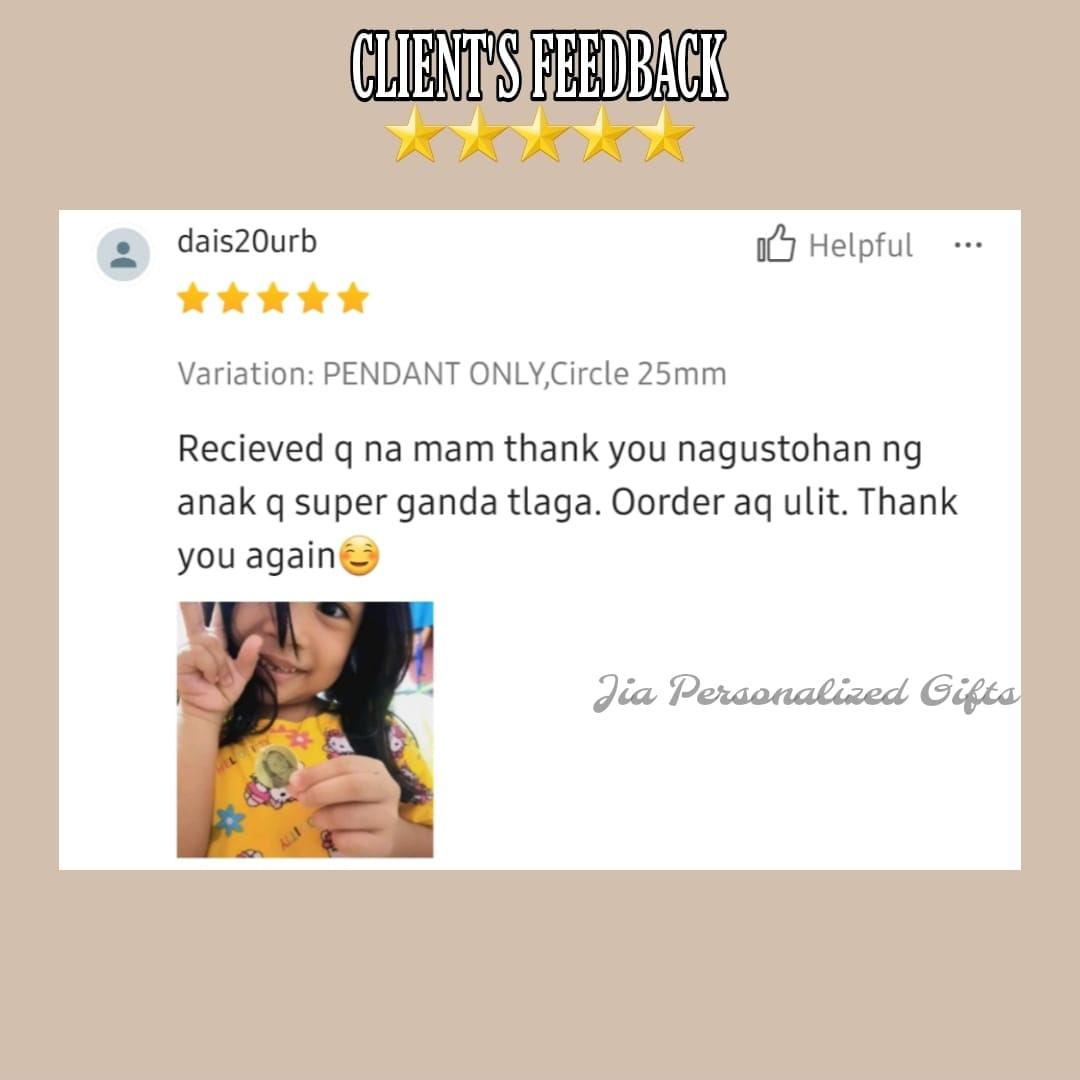 CLIENT'S FEEDBACK
dais20urb
Helpful
Variation: PENDANT ONLY,Circle 25mm
Recieved q na mam thank you nagustohan ng
anak q super ganda tlaga. Oorder aq ulit. Thank
you again😊
Jia Personalized Gifts